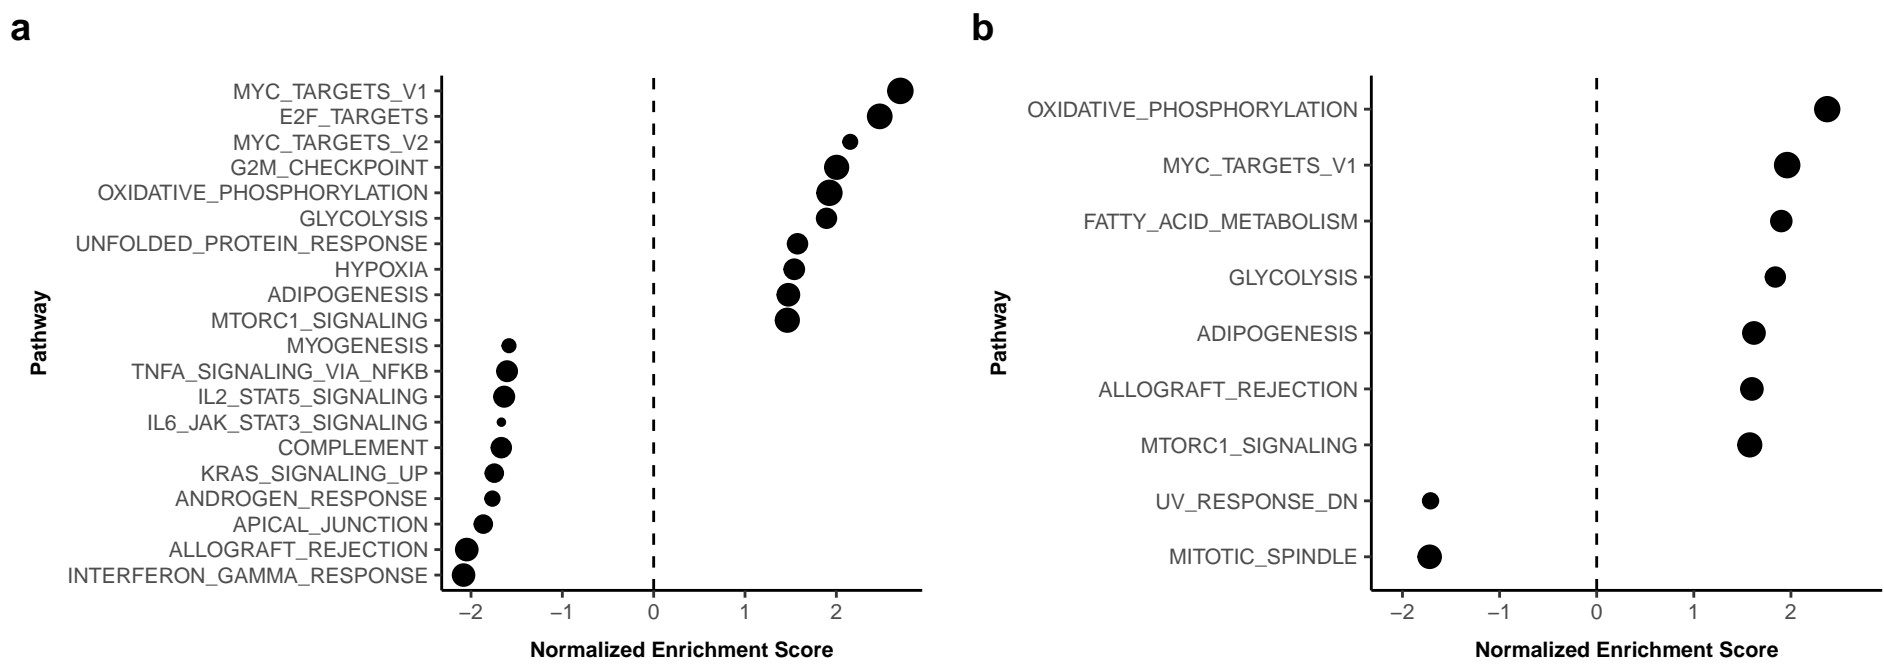 a
MYC_TARGETS_V1
E2F_TARGETS
MYC_TARGETS_V2
G2M_CHECKPOINT
OXIDATIVE_PHOSPHORYLATION
GLYCOLYSIS
UNFOLDED_PROTEIN_RESPONSE
HYPOXIA
ADIPOGENESIS
MTORC1_SIGNALING
MYOGENESIS
TNFA_SIGNALING_VIA_NFKB
IL2_STAT5_SIGNALING
IL6_JAK_STAT3_SIGNALING
COMPLEMENT
KRAS_SIGNALING_UP
ANDROGEN_RESPONSE
APICAL_JUNCTION
ALLOGRAFT_REJECTION
INTERFERON_GAMMA_RESPONSE
Pathway
−2 −1 0 1 2
Normalized Enrichment Score
b
OXIDATIVE_PHOSPHORYLATION
MYC_TARGETS_V1
FATTY_ACID_METABOLISM
GLYCOLYSIS
ADIPOGENESIS
ALLOGRAFT_REJECTION
MTORC1_SIGNALING
UV_RESPONSE_DN
MITOTIC_SPINDLE
Pathway
−2 −1 0 1 2
Normalized Enrichment Score